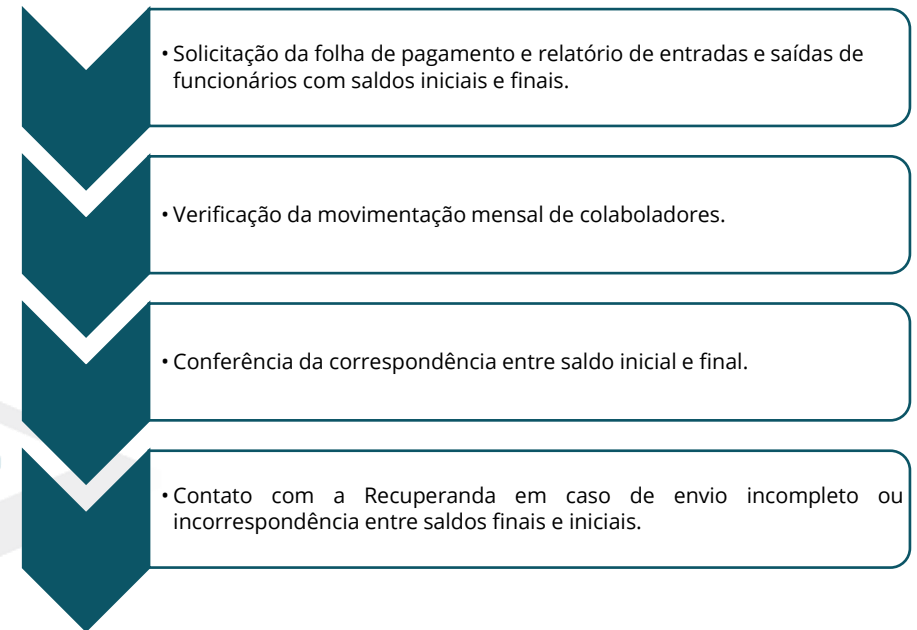 • Solicitação da folha de pagamento e relatório de entradas e saídas de
funcionários com saldos iniciais e finais.
• Verificação da movimentação mensal de colaboladores.
• Conferência da correspondência entre saldo inicial e final.
• Contato com a Recuperanda em caso de envio incompleto ou
incorrespondência entre saldos finais e iniciais.